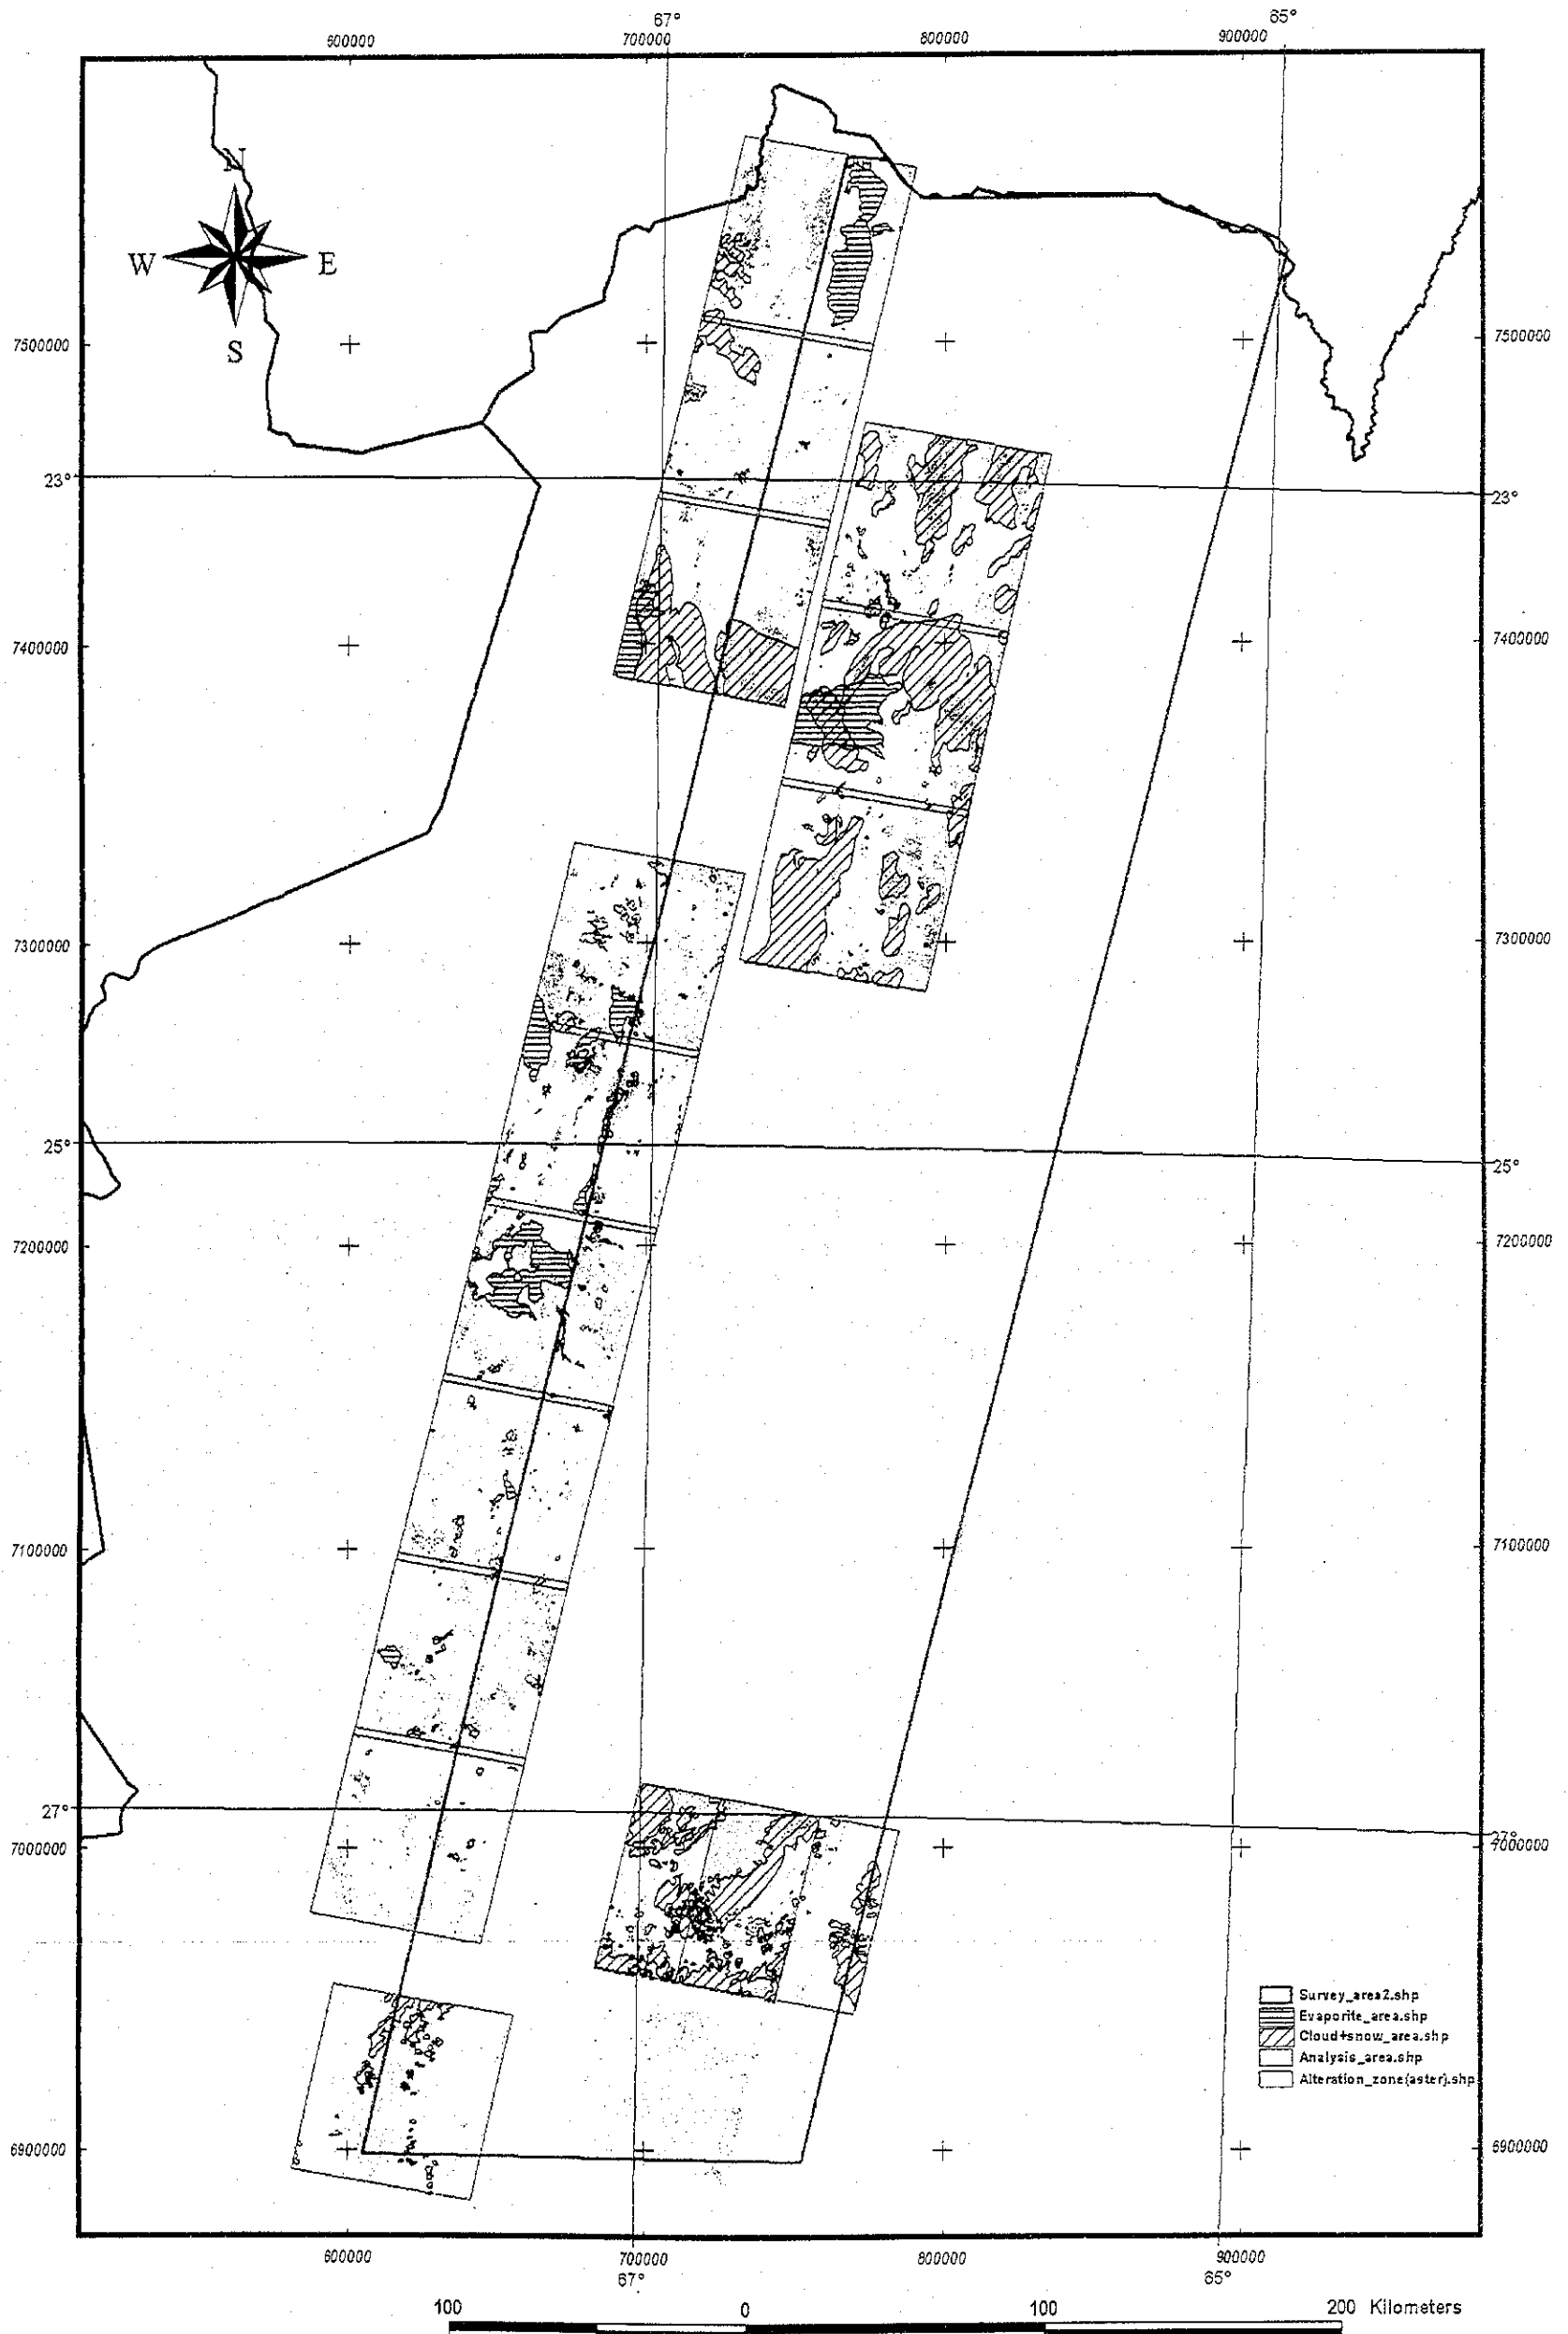 67° 65°
600000 700000 800000 900000
N
W E
S
7500000 7500000
23° 23°
7400000 7400000
7300000 7300000
25° 25°
7200000 7200000
7100000 7100000
27°
7000000 7000000
Survey_area2.shp
Evaporite_area.shp
Cloud+snow_area.shp
Analysis_area.shp
Alteration_zone(aster).shp
6900000 6900000
600000 700000 800000 900000
67° 65°
100 0 100 200 Kilometers